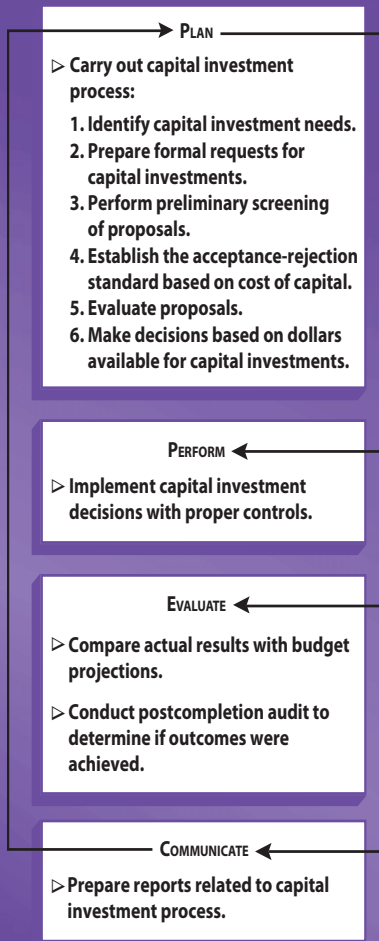 PLAN
▷ Carry out capital investment
process:
1. Identify capital investment needs.
2. Prepare formal requests for
capital investments.
3. Perform preliminary screening
of proposals.
4. Establish the acceptance-rejection
standard based on cost of capital.
5. Evaluate proposals.
6. Make decisions based on dollars
available for capital investments.
PERFORM
▷ Implement capital investment
decisions with proper controls.
EVALUATE
▷ Compare actual results with budget
projections.
▷ Conduct postcompletion audit to
determine if outcomes were
achieved.
COMMUNICATE
▷ Prepare reports related to capital
investment process.